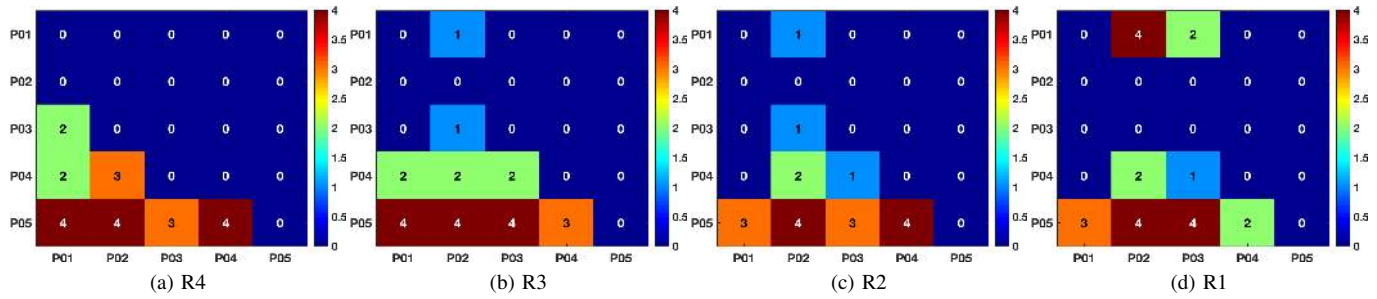 P01 0 0 0 0 0
P02 0 0 0 0 0
P03 2 0 0 0 0
P04 2 3 0 0 0
P05 4 4 3 4 0
P01 P02 P03 P04 P05
4
3.5
3
2.5
2
1.5
1
0.5
0
(a) R4
P01 0 1 0 0 0
P02 0 0 0 0 0
P03 0 1 0 0 0
P04 2 2 2 0 0
P05 4 4 4 3 0
P01 P02 P03 P04 P05
4
3.5
3
2.5
2
1.5
1
0.5
0
(b) R3
P01 0 1 0 0 0
P02 0 0 0 0 0
P03 0 1 0 0 0
P04 0 2 1 0 0
P05 3 4 3 4 0
P01 P02 P03 P04 P05
4
3.5
3
2.5
2
1.5
1
0.5
0
(c) R2
P01 0 4 2 0 0
P02 0 0 0 0 0
P03 0 0 0 0 0
P04 0 2 1 0 0
P05 3 4 4 2 0
P01 P02 P03 P04 P05
4
3.5
3
2.5
2
1.5
1
0.5
0
(d) R1